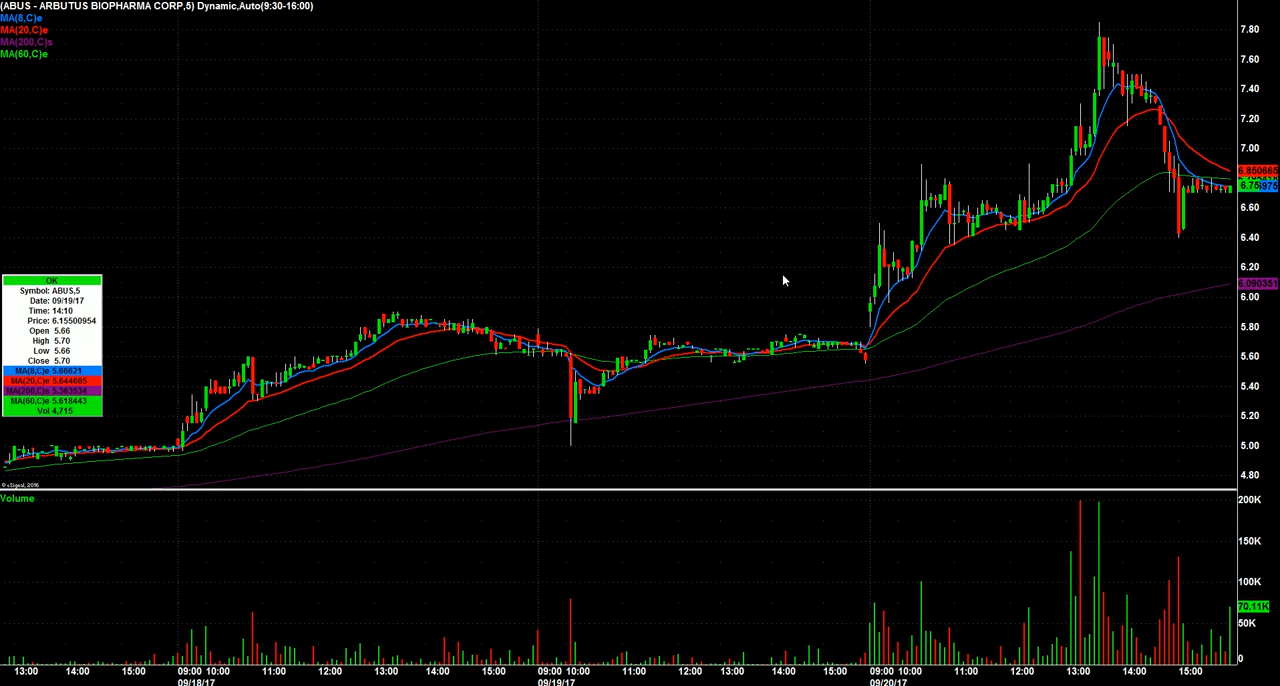 (ABUS - ARBUTUS BIOPHARMA CORP,5) Dynamic,Auto(9:30-16:00)
MA(8,C)e
MA(20,C)e
MA(200,C)s
MA(60,C)e
7.80
7.60
7.40
7.20
7.00
6.850665
6.75975
6.60
6.40
6.20
6.090351
6.00
5.80
5.60
5.40
5.20
5.00
4.80
OK
Symbol: ABUS,5
Date: 09/19/17
Time: 14:10
Price: 6.15500954
Open 5.66
High 5.70
Low 5.66
Close 5.70
MA(8,C)e 5.66621
MA(20,C)e 5.644685
MA(200,C)s 5.363534
MA(60,C)e 5.618443
Vol 4,715
© eSignal, 2016
Volume
200K
150K
100K
70.11K
50K
0
13:00 14:00 15:00 09:00 10:00 11:00 12:00 13:00 14:00 15:00 09:00 10:00 11:00 12:00 13:00 14:00 15:00 09:00 10:00 11:00 12:00 13:00 14:00 15:00
09/18/17 09/19/17 09/20/17